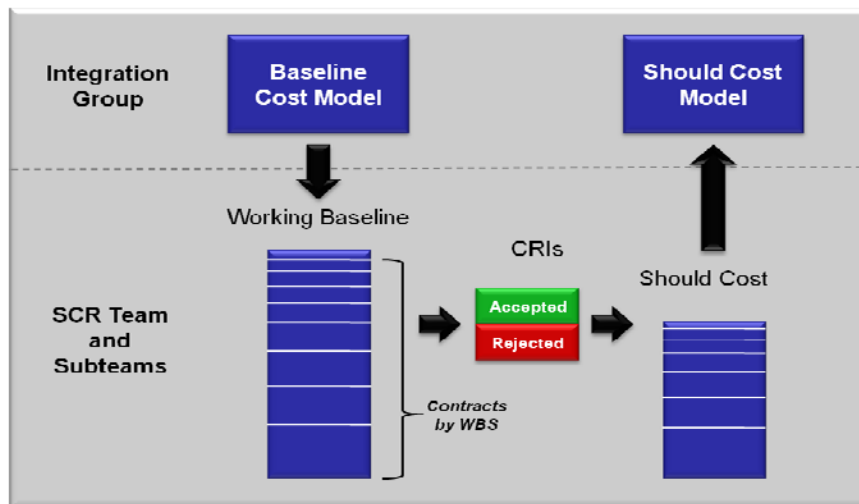 Integration
Group
Baseline
Cost Model
Should Cost
Model
Working Baseline
CRIs
Should Cost
SCR Team
and
Subteams
Accepted
Rejected
Contracts
by WBS